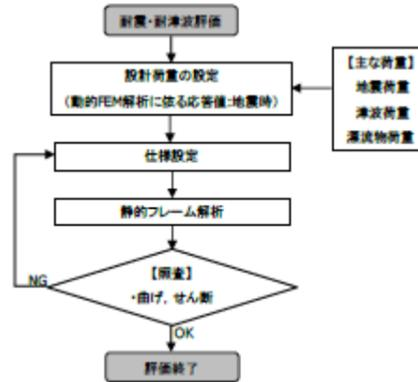 耐震・耐津波評価
設計荷重の設定
（動的FEM解析に依る応答値:地震時）
【主な荷重】
地震荷重
津波荷重
漂流物荷重
仕様設定
静的フレーム解析
【照査】
・曲げ，せん断
NG
OK
評価終了